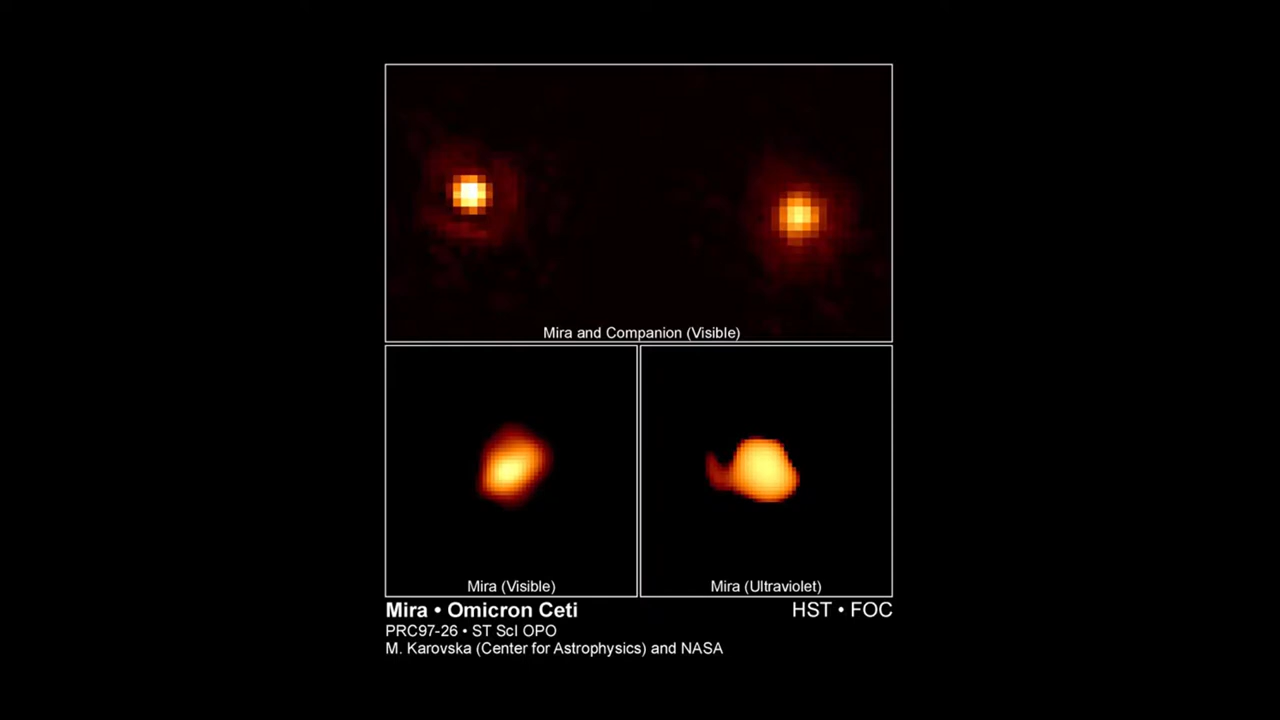 Mira and Companion (Visible)
Mira (Visible)
Mira (Ultraviolet)
Mira • Omicron Ceti
HST • FOC
PRC97-26 • ST ScI OPO
M. Karovska (Center for Astrophysics) and NASA